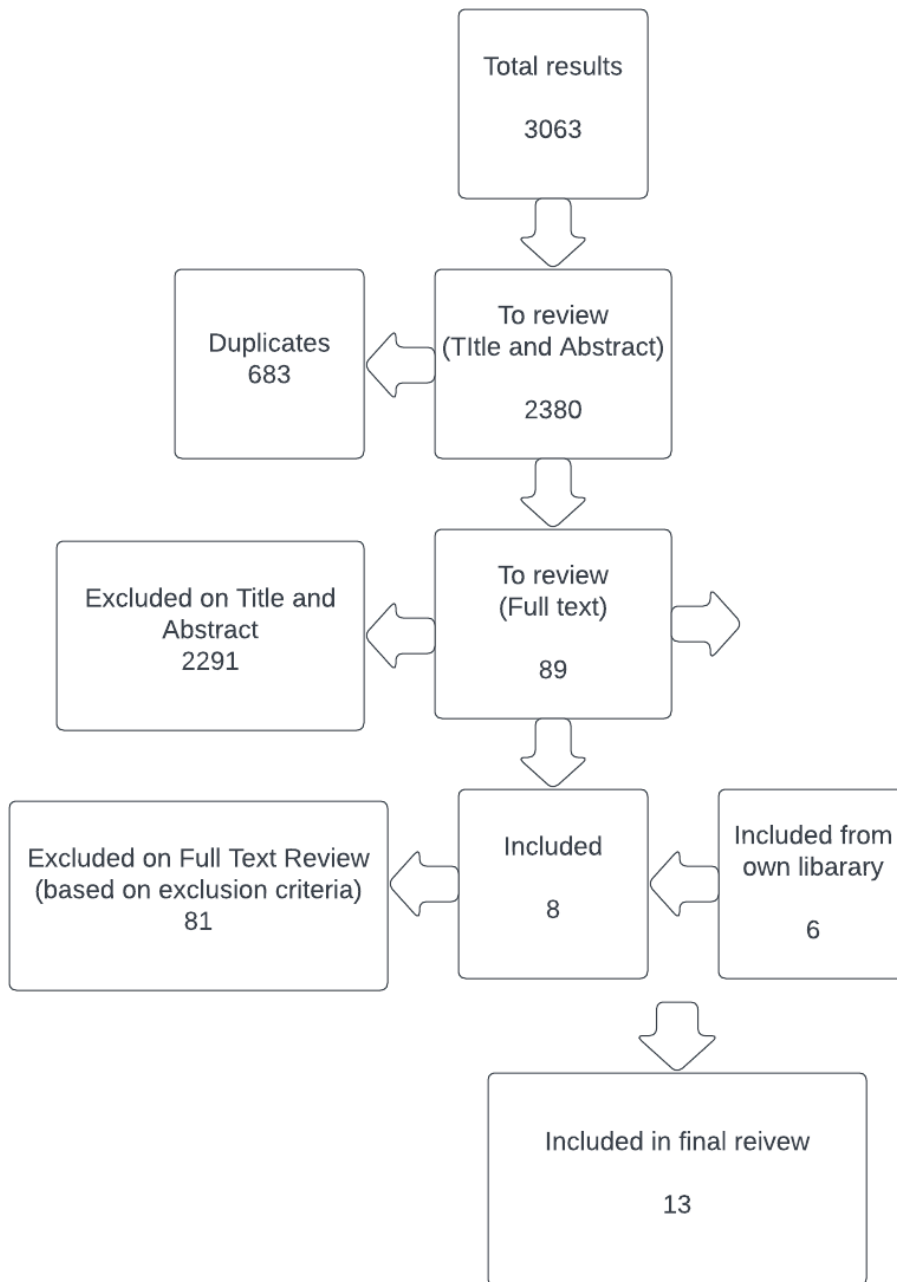 Total results
3063
Duplicates
683
To review
(TItle and Abstract)
2380
Excluded on Title and
Abstract
2291
To review
(Full text)
89
Excluded on Full Text Review
(based on exclusion criteria)
81
Included
8
Included from
own libarary
6
Included in final reivew
13